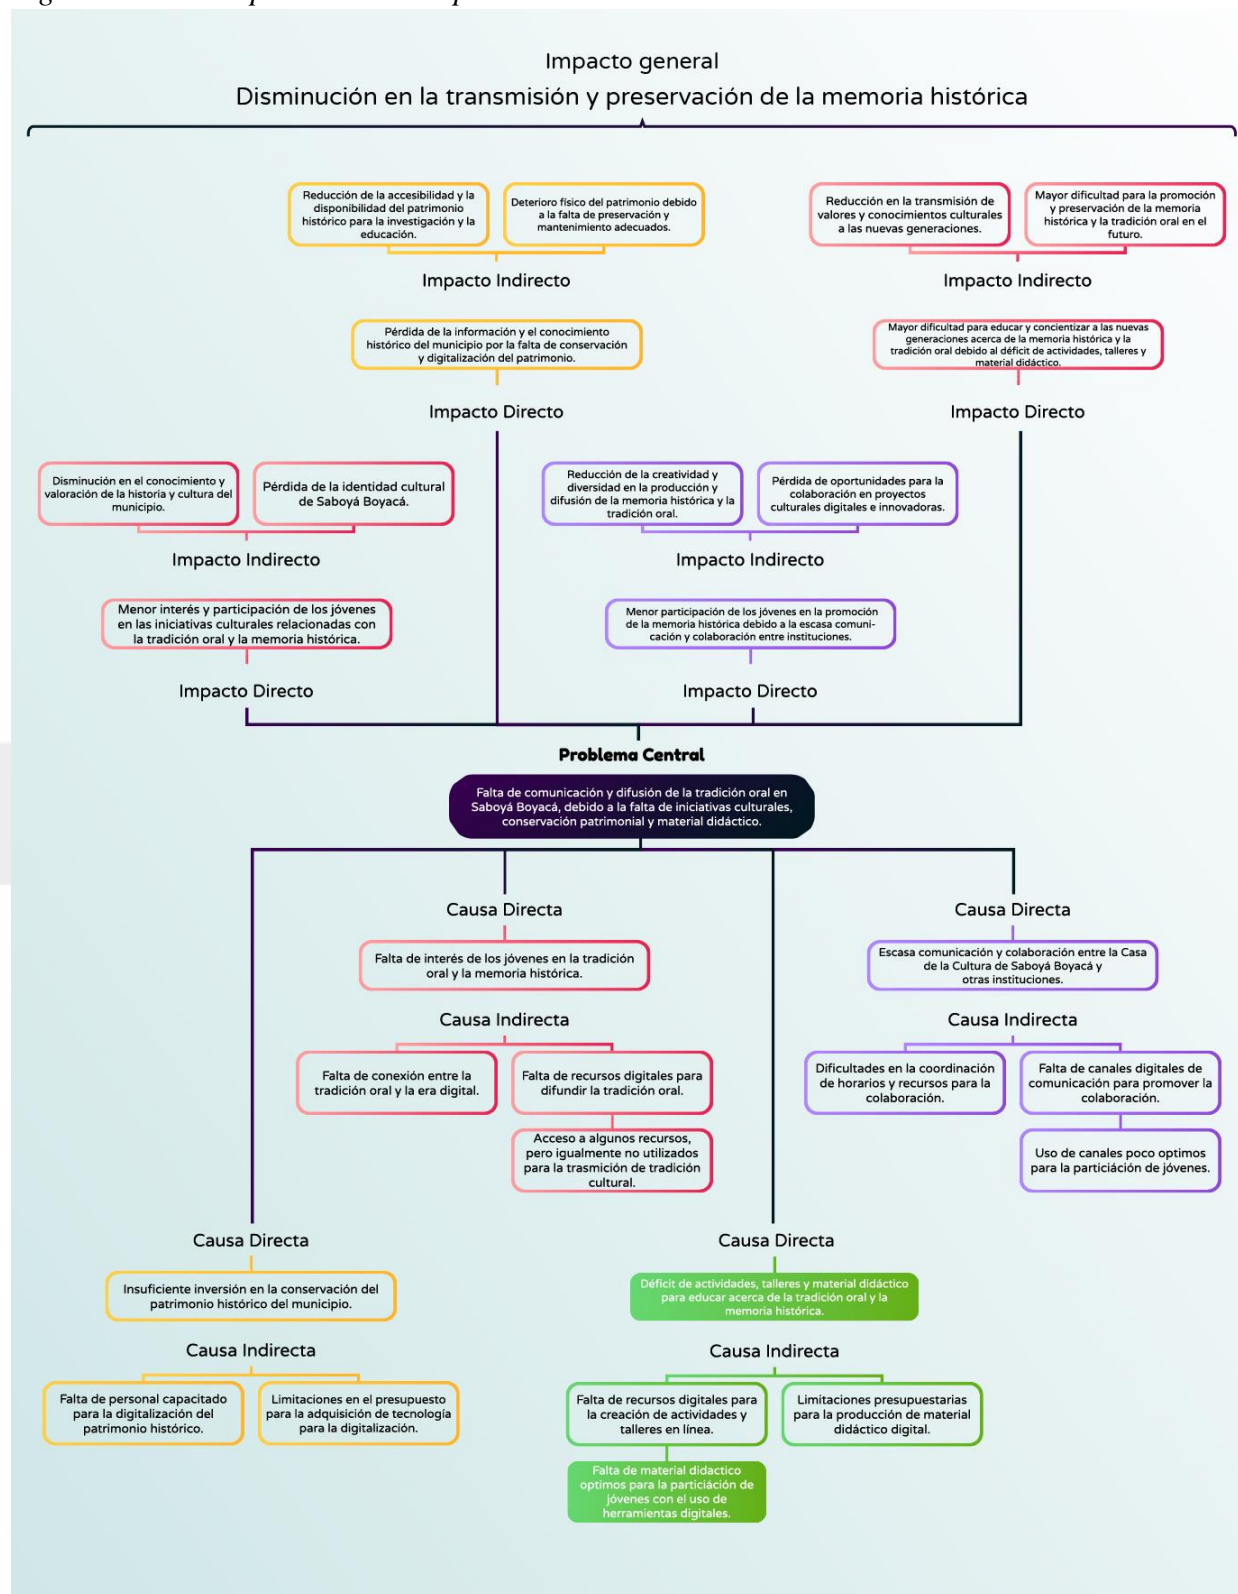 Impacto general
Disminución en la transmisión y preservación de la memoria histórica
Reducción de la accesibilidad y la
disponibilidad del patrimonio
histórico para la investigación y la
educación.
Deterioro físico del patrimonio debido
a la falta de preservación y
mantenimiento adecuados.
Impacto Indirecto
Pérdida de la información y el conocimiento
histórico del municipio por la falta de conservación
y digitalización del patrimonio.
Impacto Directo
Reducción en la transmisión de
valores y conocimientos culturales
a las nuevas generaciones.
Mayor dificultad para la promoción
y preservación de la memoria
histórica y la tradición oral en el
futuro.
Impacto Indirecto
Mayor dificultad para educar y concientizar a las nuevas
generaciones acerca de la memoria histórica y la
tradición oral debido al déficit de actividades, talleres y
material didáctico.
Impacto Directo
Disminución en el conocimiento y
valoración de la historia y cultura del
municipio.
Pérdida de la identidad cultural
de Saboyá Boyacá.
Impacto Indirecto
Menor interés y participación de los jóvenes
en las iniciativas culturales relacionadas con
la tradición oral y la memoria histórica.
Impacto Directo
Reducción de la creatividad y
diversidad en la producción y
difusión de la memoria histórica y la
tradición oral.
Pérdida de oportunidades para la
colaboración en proyectos
culturales digitales e innovadoras.
Impacto Indirecto
Menor participación de los jóvenes en la promoción
de la memoria histórica debido a la escasa comuni-
cación y colaboración entre instituciones.
Impacto Directo
Problema Central
Falta de comunicación y difusión de la tradición oral en
Saboyá Boyacá, debido a la falta de iniciativas culturales,
conservación patrimonial y material didáctico.
Causa Directa
Falta de interés de los jóvenes en la tradición
oral y la memoria histórica.
Causa Indirecta
Falta de conexión entre la
tradición oral y la era digital.
Falta de recursos digitales para
difundir la tradición oral.
Acceso a algunos recursos,
pero igualmente no utilizados
para la trasmición de tradición
cultural.
Causa Directa
Escasa comunicación y colaboración entre la Casa
de la Cultura de Saboyá Boyacá y
otras instituciones.
Causa Indirecta
Dificultades en la coordinación
de horarios y recursos para la
colaboración.
Falta de canales digitales de
comunicación para promover la
colaboración.
Uso de canales poco optimos
para la particiáción de jóvenes.
Causa Directa
Insuficiente inversión en la conservación del
patrimonio histórico del municipio.
Causa Indirecta
Falta de personal capacitado
para la digitalización del
patrimonio histórico.
Limitaciones en el presupuesto
para la adquisición de tecnología
para la digitalización.
Causa Directa
Déficit de actividades, talleres y material didáctico
para educar acerca de la tradición oral y la
memoria histórica.
Causa Indirecta
Falta de recursos digitales para
la creación de actividades y
talleres en línea.
Limitaciones presupuestarias
para la producción de material
didáctico digital.
Falta de material didactico
optimos para la particiáción de
jóvenes con el uso de
herramientas digitales.